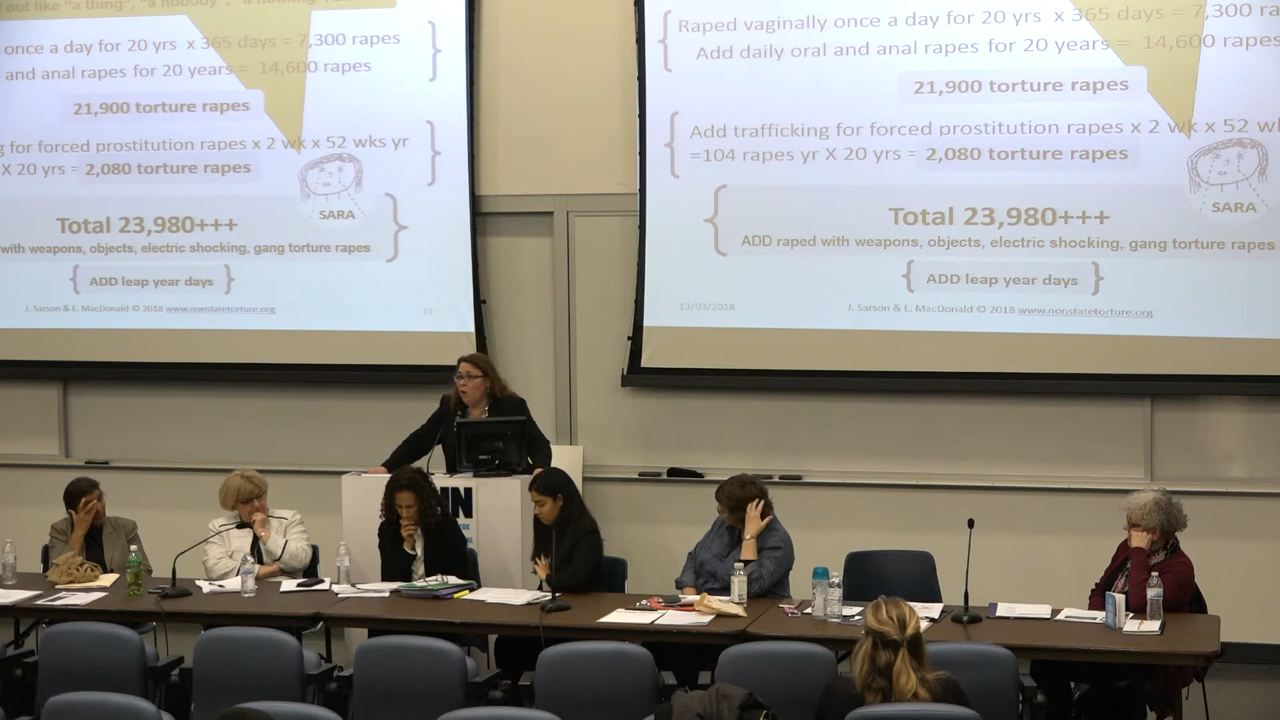 out like "a thing", "a nobody",
once a day for 20 yrs x 365 days = 7,300 rapes
and anal rapes for 20 years = 14,600 rapes
21,900 torture rapes
g for forced prostitution rapes x 2 wk x 52 wks yr
X 20 yrs = 2,080 torture rapes
SARA
Total 23,980+++
with weapons, objects, electric shocking, gang torture rapes
ADD leap year days
J. Sarson & L. MacDonald © 2018 www.nonstatetorture.org
11
Raped vaginally once a day for 20 yrs x 365 days = 7,300 ra
Add daily oral and anal rapes for 20 years = 14,600 rapes
21,900 torture rapes
Add trafficking for forced prostitution rapes x 2 wk x 52 wk
=104 rapes yr X 20 yrs = 2,080 torture rapes
SARA
Total 23,980+++
ADD raped with weapons, objects, electric shocking, gang torture rapes
ADD leap year days
13/03/2018
J. Sarson & L. MacDonald © 2018 www.nonstatetorture.org